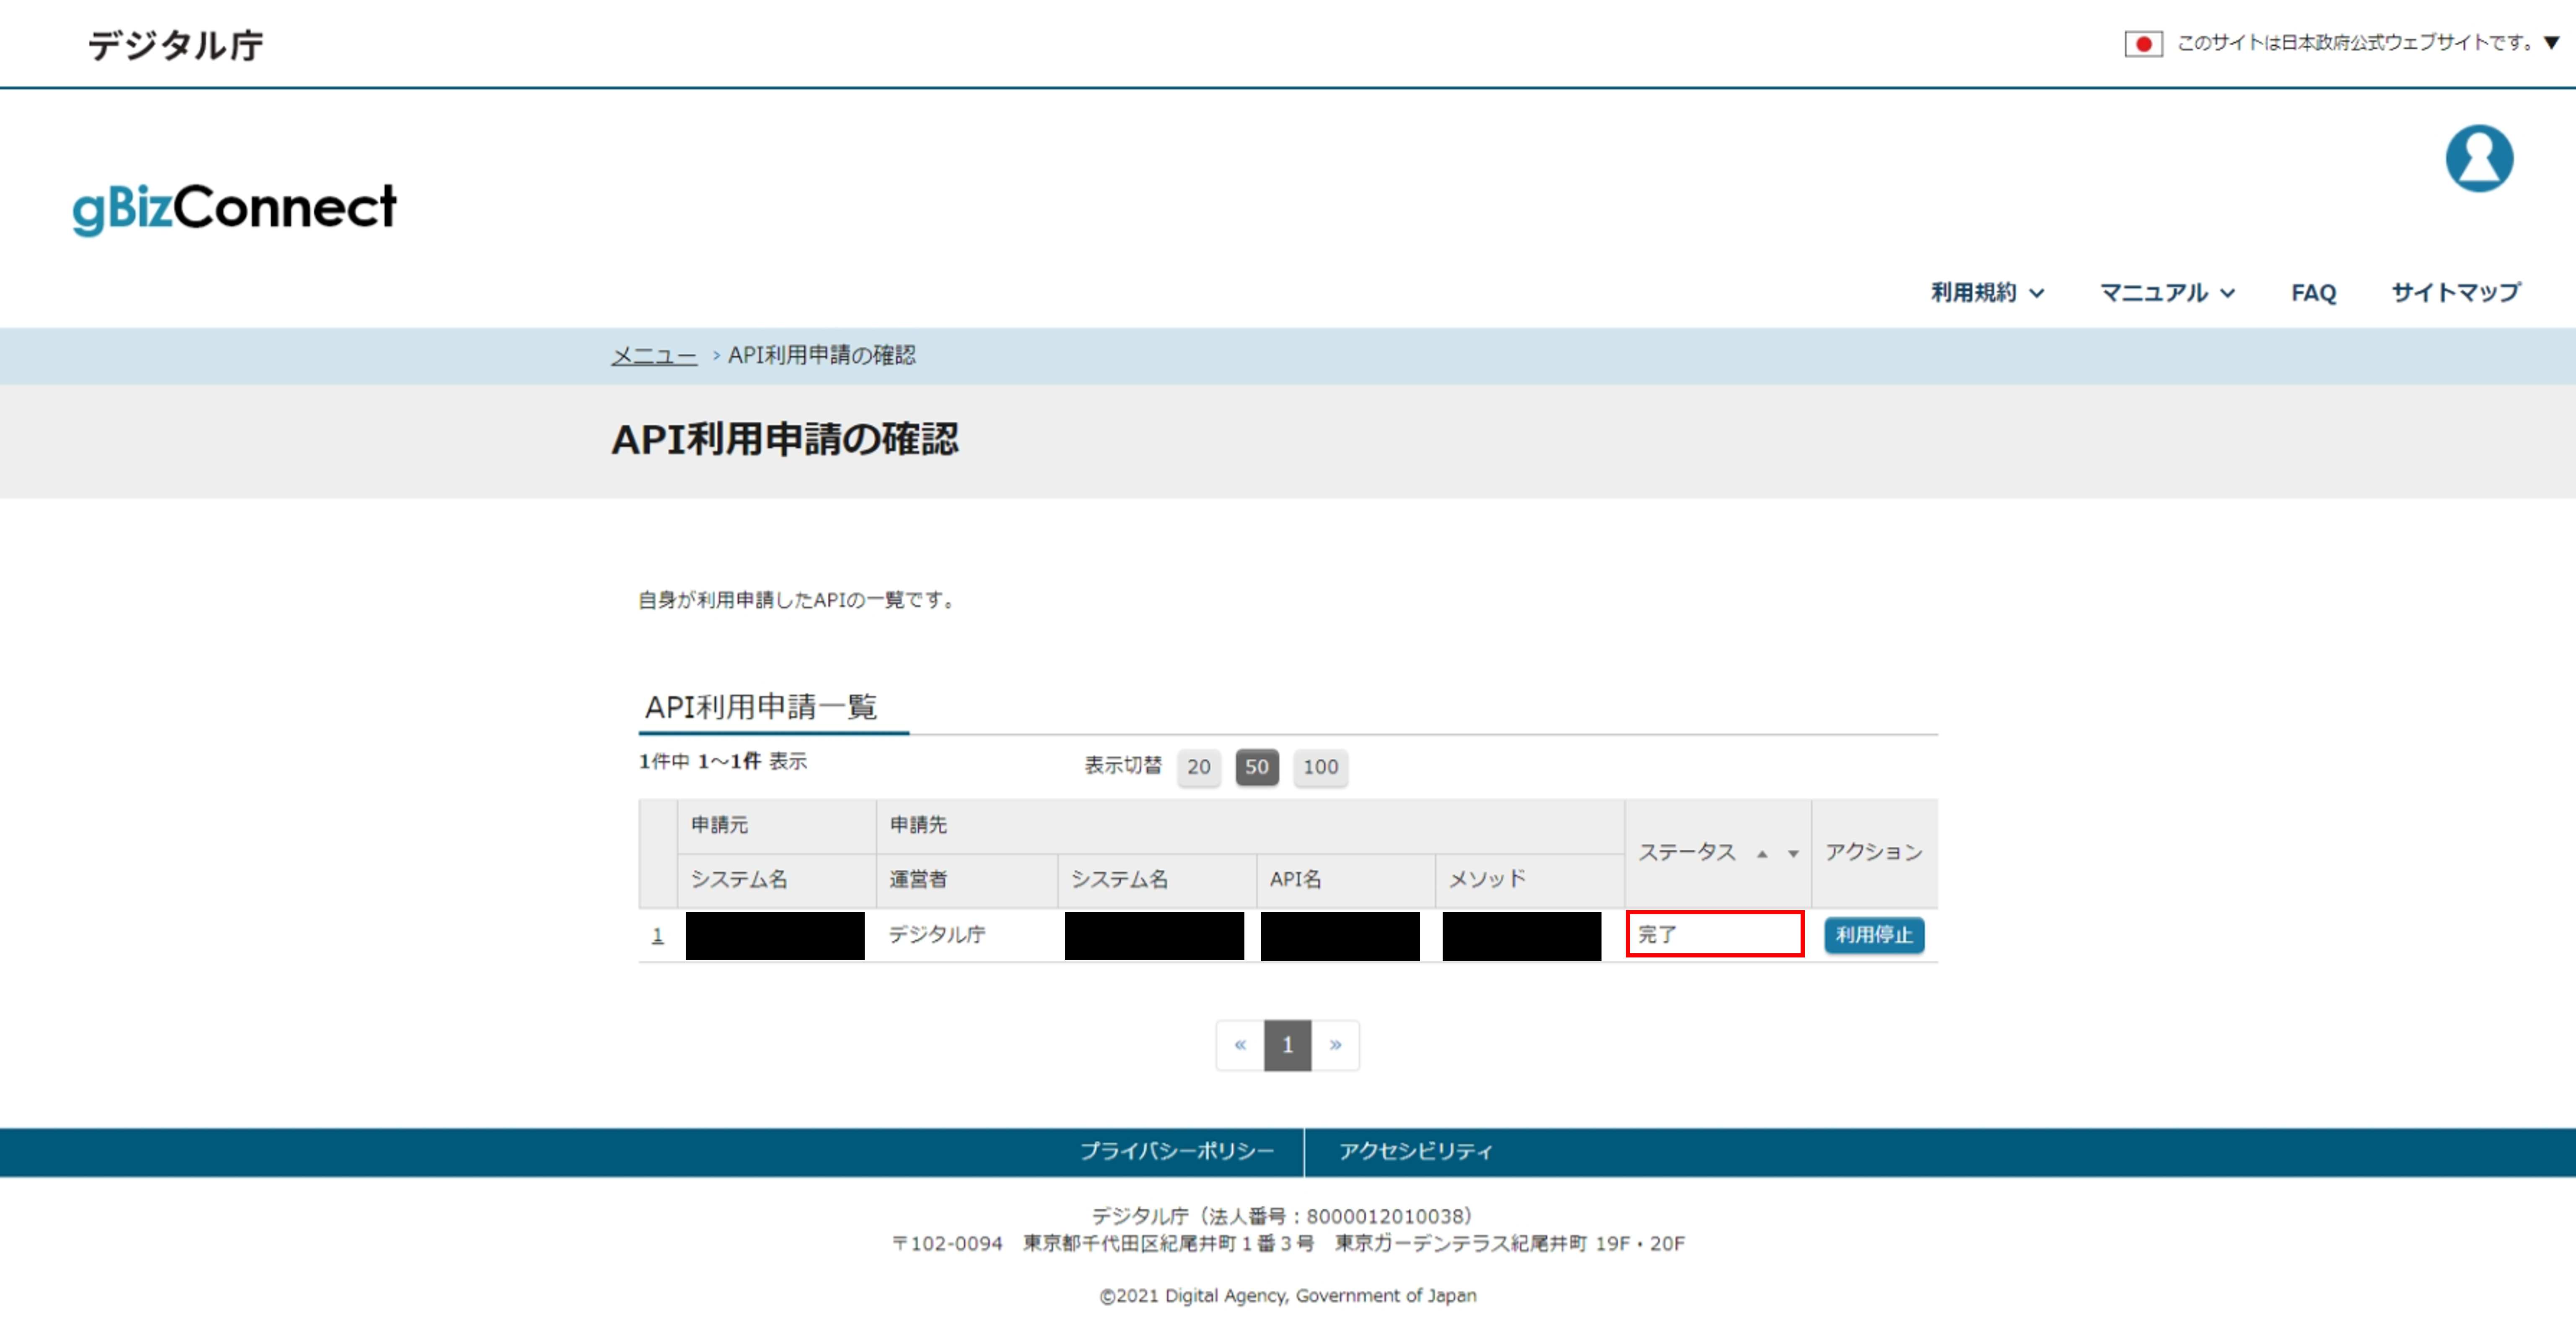 デジタル庁
このサイトは日本政府公式ウェブサイトです。▼
gBizConnect
利用規約 マニュアル FAQ サイトマップ
メニュー › API利用申請の確認
API利用申請の確認
自身が利用申請したAPIの一覧です。
API利用申請一覧
1件中 1～1件 表示 表示切替 20 50 100
申請元 申請先 ステータス ▲ ▼ アクション
システム名 運営者 システム名 API名 メソッド
1 デジタル庁 完了 利用停止
« 1 »
プライバシーポリシー アクセシビリティ
デジタル庁（法人番号：8000012010038）
〒102-0094　東京都千代田区紀尾井町１番３号　東京ガーデンテラス紀尾井町 19F・20F
©2021 Digital Agency, Government of Japan